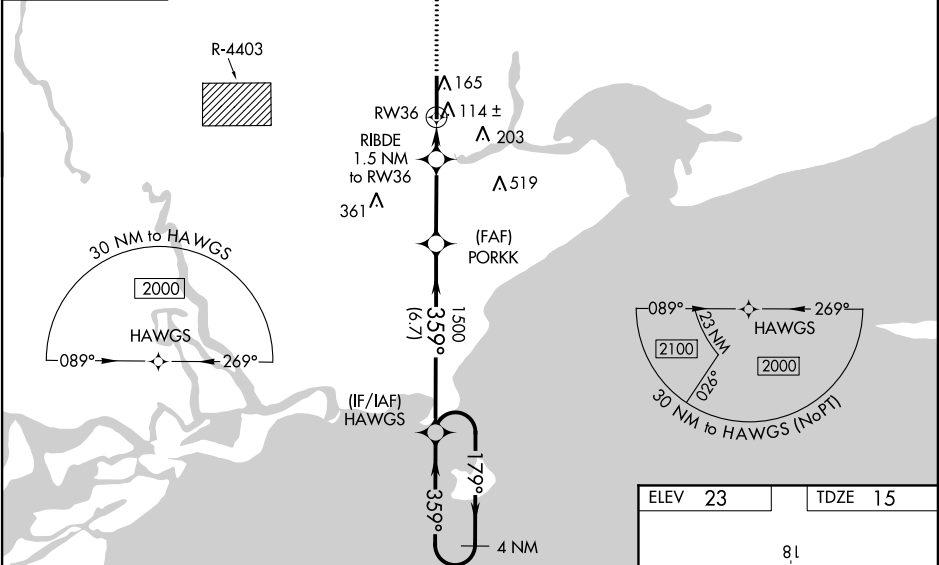 R-4403
165
RW36
114 ±
203
RIBDE
1.5 NM
to RW36
519
361
(FAF)
PORKK
30 NM to HAWGS
2000
HAWGS
089°
269°
1500
359°
(6.7)
089°
269°
HAWGS
23 NM
2100
2000
026°
30 NM to HAWGS (NoPT)
(IF/IAF)
HAWGS
179°
359°
4 NM
ELEV 23
TDZE 15
18